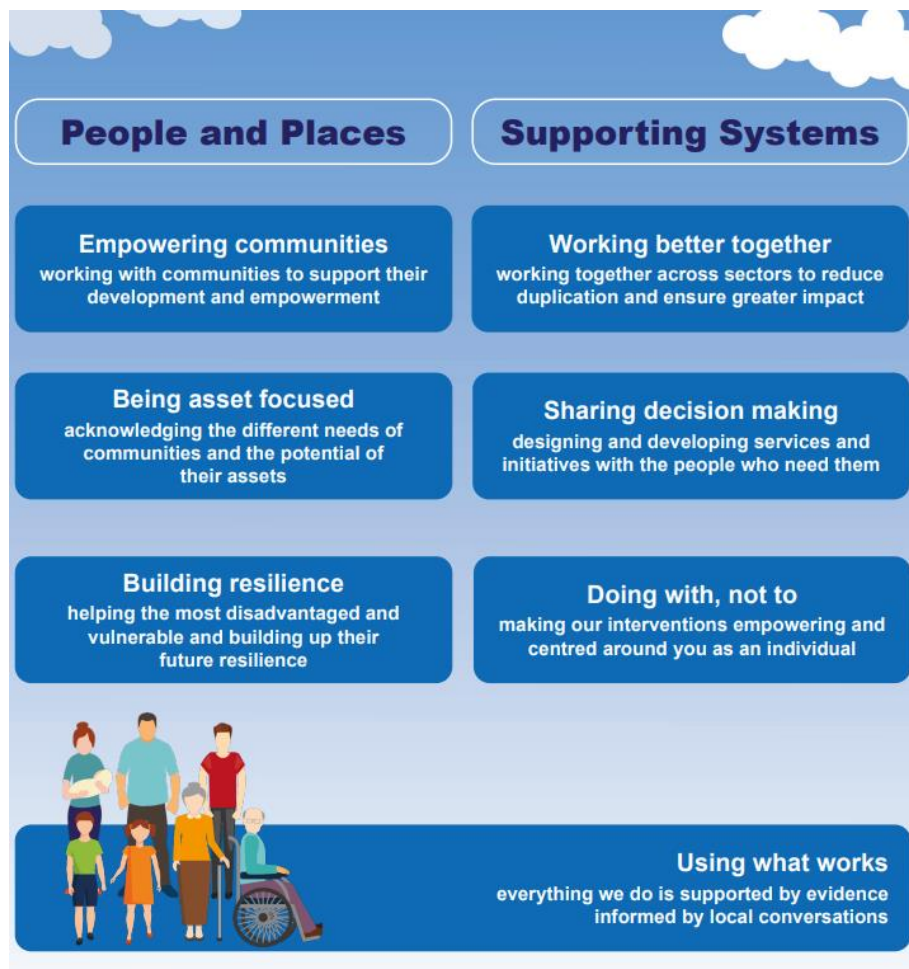 People and Places
Empowering communities
working with communities to support their
development and empowerment
Being asset focused
acknowledging the different needs of
communities and the potential of
their assets
Building resilience
helping the most disadvantaged and
vulnerable and building up their
future resilience
Supporting Systems
Working better together
working together across sectors to reduce
duplication and ensure greater impact
Sharing decision making
designing and developing services and
initiatives with the people who need them
Doing with, not to
making our interventions empowering and
centred around you as an individual
Using what works
everything we do is supported by evidence
informed by local conversations